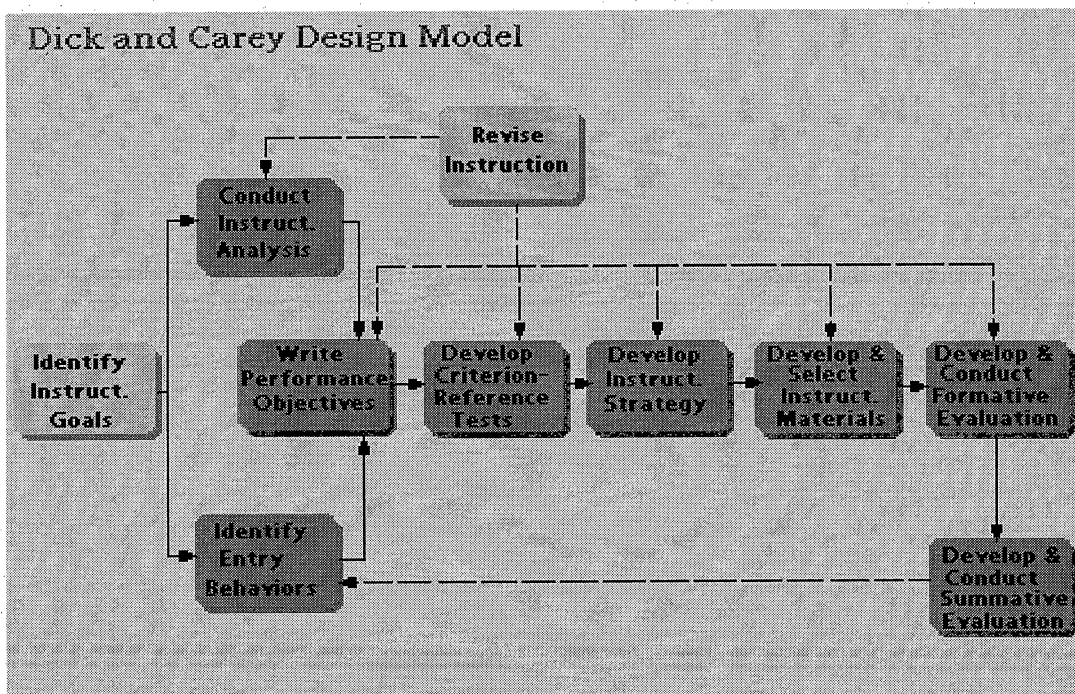 Dick and Carey Design Model
Revise
Instruction
Conduct
Instruct.
Analysis
Identify
Instruct.
Goals
Write
Performance
Objectives
Develop
Criterion-
Reference
Tests
Develop
Instruct.
Strategy
Develop &
Select
Instruct.
Materials
Develop &
Conduct
Formative
Evaluation
Identify
Entry
Behaviors
Develop &
Conduct
Summative
Evaluation